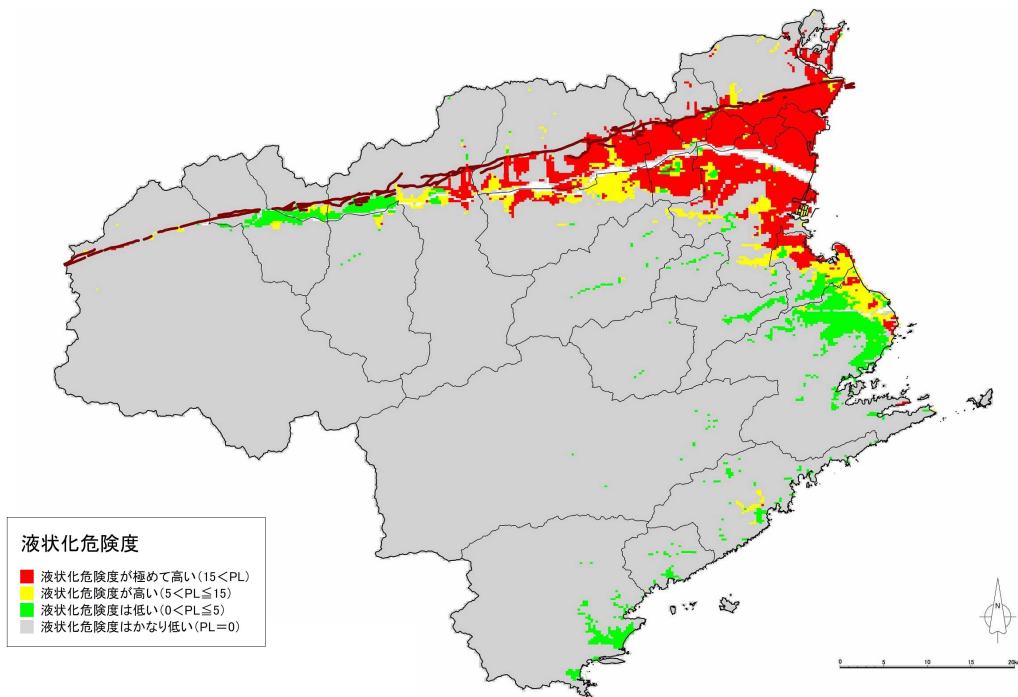 液状化危険度
液状化危険度が極めて高い(15<PL)
液状化危険度が高い(5<PL≦15)
液状化危険度は低い(0<PL≦5)
液状化危険度はかなり低い(PL=0)
N
0 5 10 15 20km